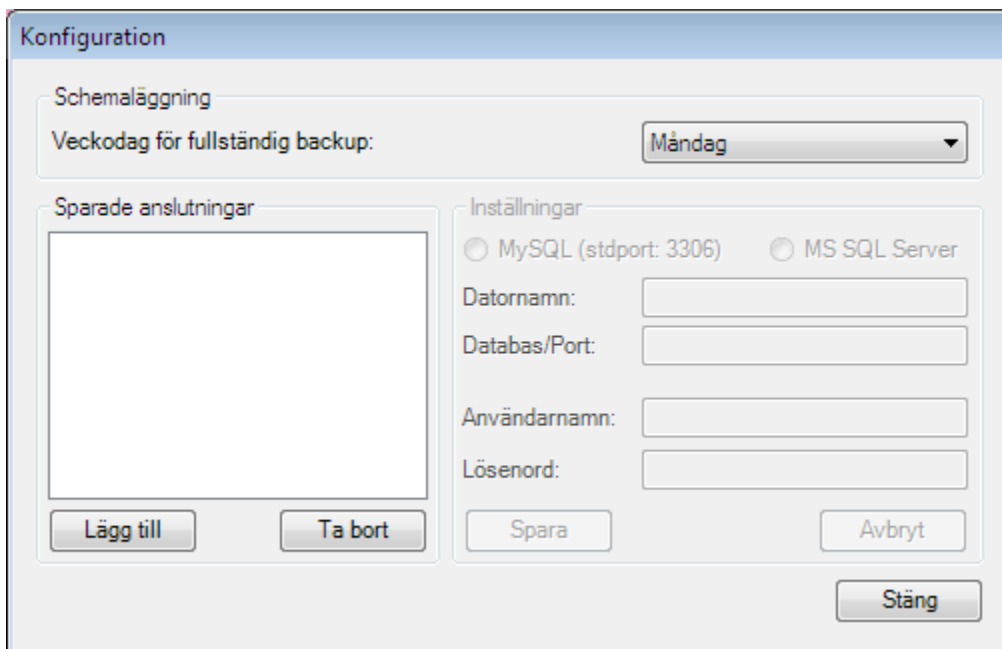 Konfiguration
Schemaläggning
Veckodag för fullständig backup:
Måndag
Sparade anslutningar
Lägg till
Ta bort
Inställningar
MySQL (stdport: 3306)
MS SQL Server
Datornamn:
Databas/Port:
Användarnamn:
Lösenord:
Spara
Avbryt
Stäng